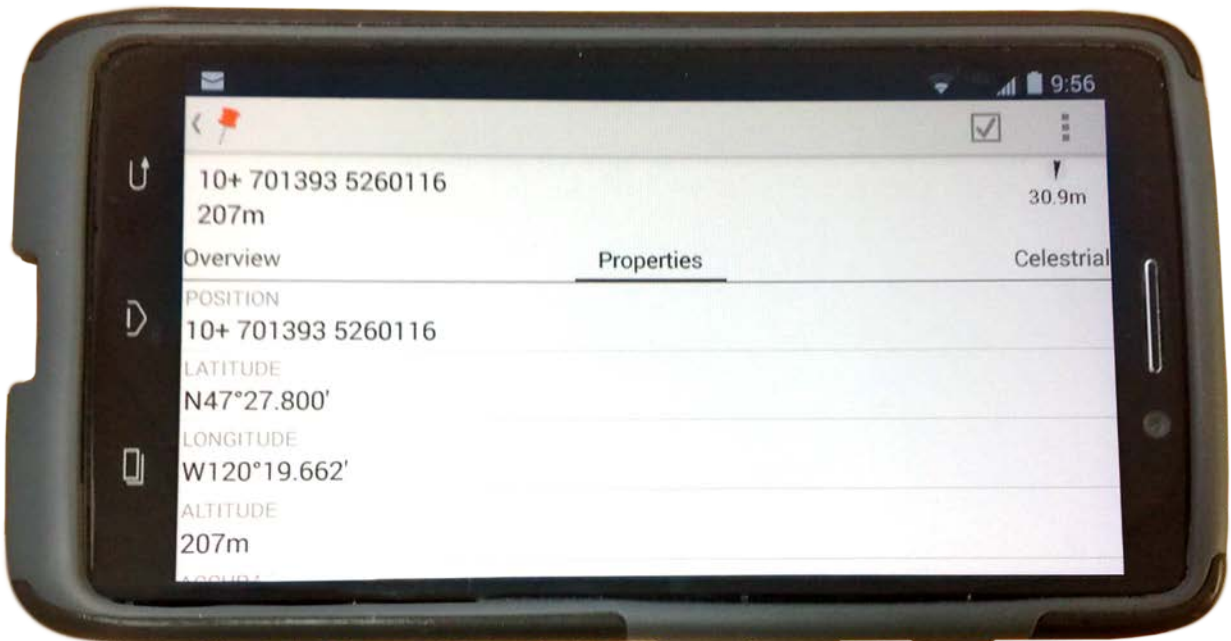 9:56
10+ 701393 5260116
207m
30.9m
Overview Properties Celestrial
POSITION
10+ 701393 5260116
LATITUDE
N47°27.800'
LONGITUDE
W120°19.662'
ALTITUDE
207m